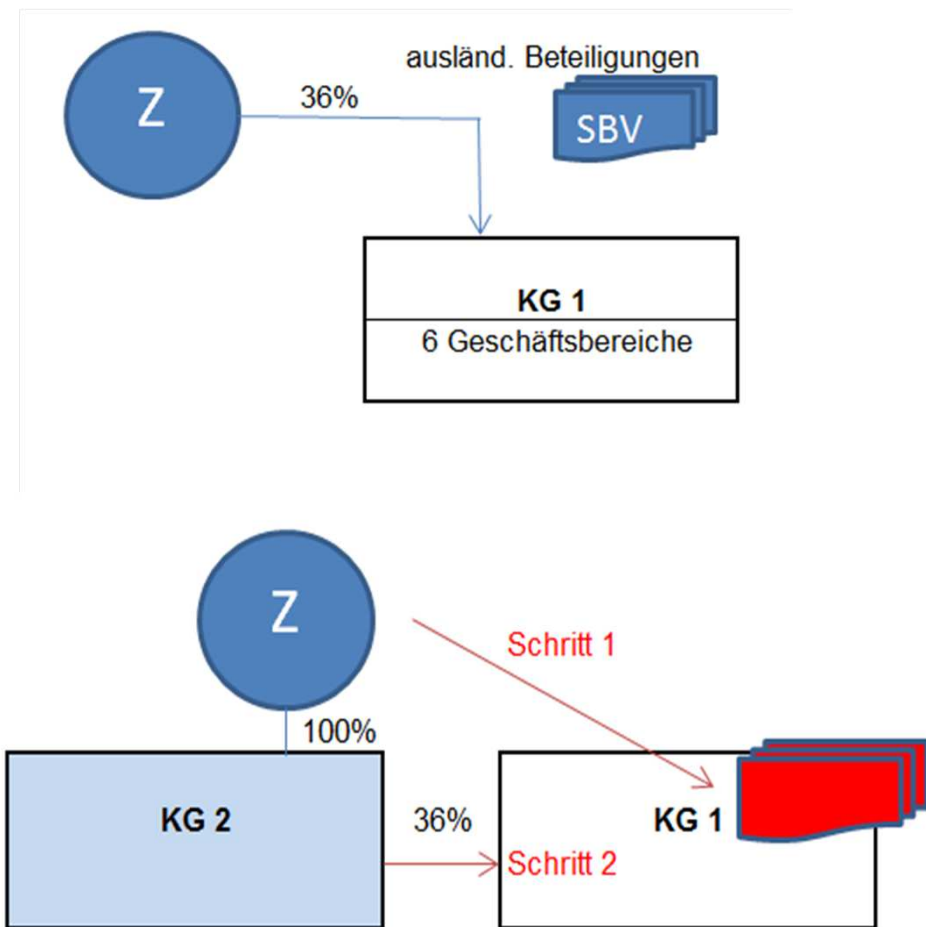 ausländ. Beteiligungen
Z
36%
SBV
KG 1
6 Geschäftsbereiche
Z
Schritt 1
100%
KG 2
36%
KG 1
Schritt 2